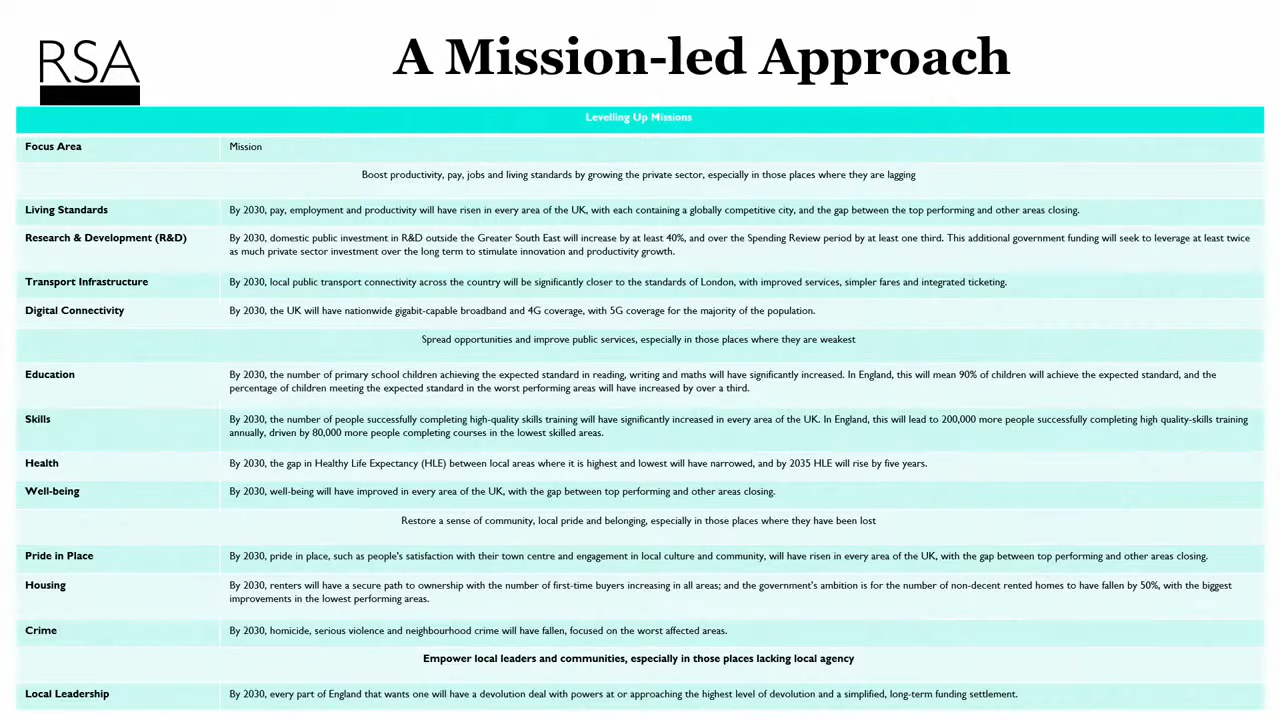 RSA
A Mission-led Approach
Levelling Up Missions
Focus Area Mission
Boost productivity, pay, jobs and living standards by growing the private sector, especially in those places where they are lagging
Living Standards By 2030, pay, employment and productivity will have risen in every area of the UK, with each containing a globally competitive city, and the gap between the top performing and other areas closing.
Research & Development (R&D) By 2030, domestic public investment in R&D outside the Greater South East will increase by at least 40%, and over the Spending Review period by at least one third. This additional government funding will seek to leverage at least twice
as much private sector investment over the long term to stimulate innovation and productivity growth.
Transport Infrastructure By 2030, local public transport connectivity across the country will be significantly closer to the standards of London, with improved services, simpler fares and integrated ticketing.
Digital Connectivity By 2030, the UK will have nationwide gigabit-capable broadband and 4G coverage, with 5G coverage for the majority of the population.
Spread opportunities and improve public services, especially in those places where they are weakest
Education By 2030, the number of primary school children achieving the expected standard in reading, writing and maths will have significantly increased. In England, this will mean 90% of children will achieve the expected standard, and the
percentage of children meeting the expected standard in the worst performing areas will have increased by over a third.
Skills By 2030, the number of people successfully completing high-quality skills training will have significantly increased in every area of the UK. In England, this will lead to 200,000 more people successfully completing high quality-skills training
annually, driven by 80,000 more people completing courses in the lowest skilled areas.
Health By 2030, the gap in Healthy Life Expectancy (HLE) between local areas where it is highest and lowest will have narrowed, and by 2035 HLE will rise by five years.
Well-being By 2030, well-being will have improved in every area of the UK, with the gap between top performing and other areas closing.
Restore a sense of community, local pride and belonging, especially in those places where they have been lost
Pride in Place By 2030, pride in place, such as people's satisfaction with their town centre and engagement in local culture and community, will have risen in every area of the UK, with the gap between top performing and other areas closing.
Housing By 2030, renters will have a secure path to ownership with the number of first-time buyers increasing in all areas; and the government's ambition is for the number of non-decent rented homes to have fallen by 50%, with the biggest
improvements in the lowest performing areas.
Crime By 2030, homicide, serious violence and neighbourhood crime will have fallen, focused on the worst affected areas.
Empower local leaders and communities, especially in those places lacking local agency
Local Leadership By 2030, every part of England that wants one will have a devolution deal with powers at or approaching the highest level of devolution and a simplified, long-term funding settlement.